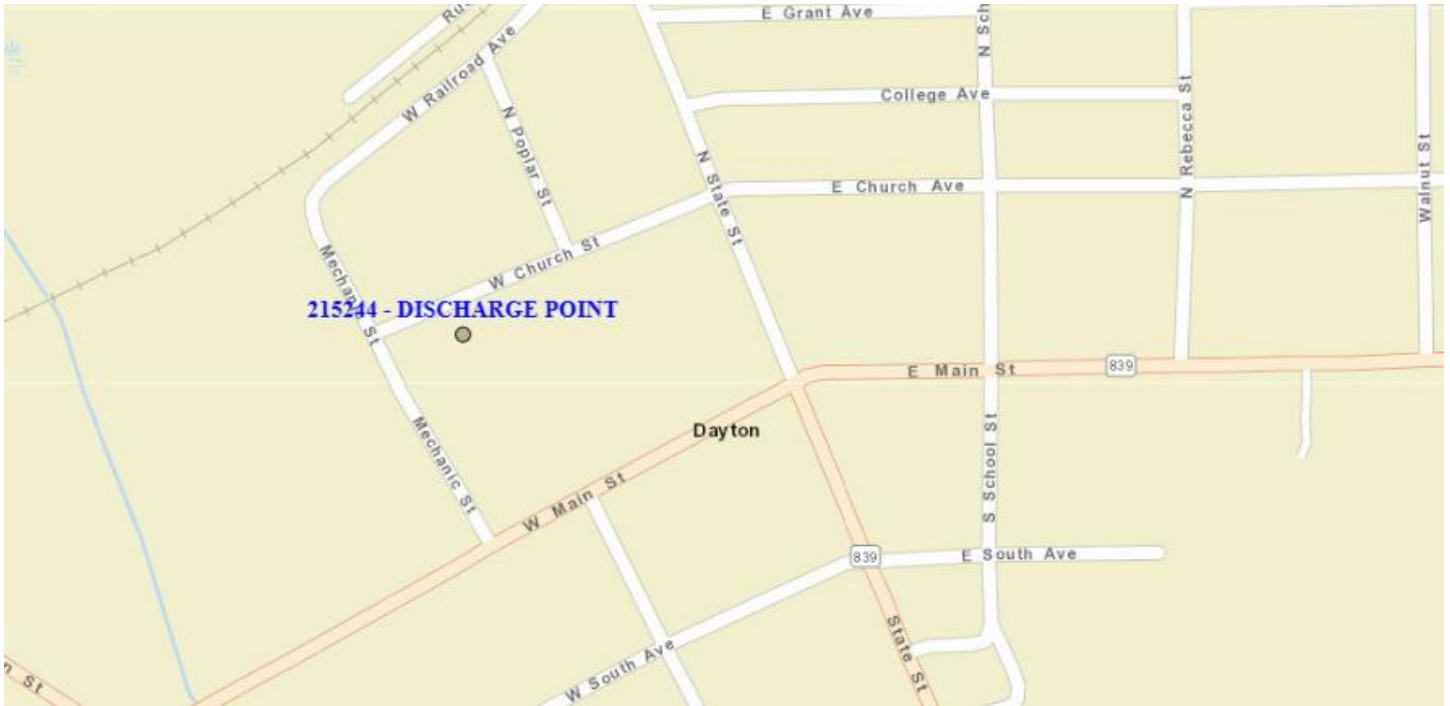 E Grant Ave
W Railroad Ave
College Ave
N Poplar St
N State St
N Rebecca St
Walnut St
E Church Ave
Mechanic St
W Church St
215244 - DISCHARGE POINT
E Main St
839
Dayton
Mechanic St
W Main St
S School St
839
E South Ave
State St
W South Ave
St